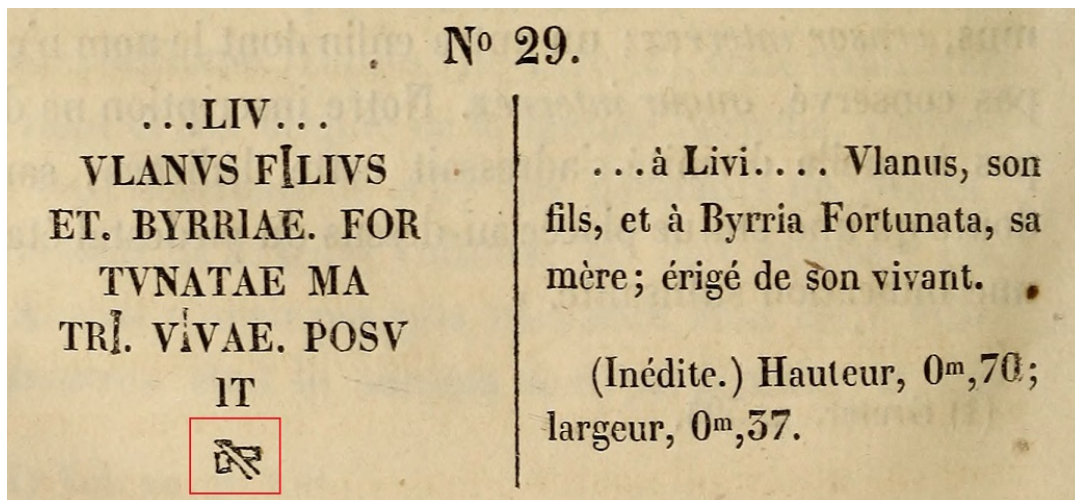 Nº 29.
...LIV...
VLANVS FILIVS
ET. BYRRIAE. FOR
TVNATAE MA
TRI. VIVAE. POSV
IT
...à Livi.... Vlanus, son
fils, et à Byrria Fortunata, sa
mère; érigé de son vivant.
(Inédite.) Hauteur, 0ᵐ,70;
largeur, 0ᵐ,37.